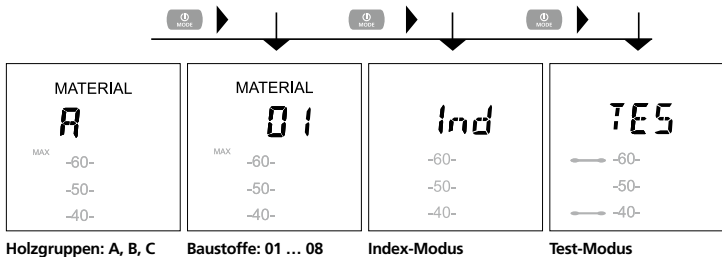 MODE MODE MODE
MATERIAL MATERIAL
A 01 Ind TES
MAX -60- MAX -60- -60- -60-
-50- -50- -50- -50-
-40- -40- -40- -40-
Holzgruppen: A, B, C Baustoffe: 01 … 08 Index-Modus Test-Modus